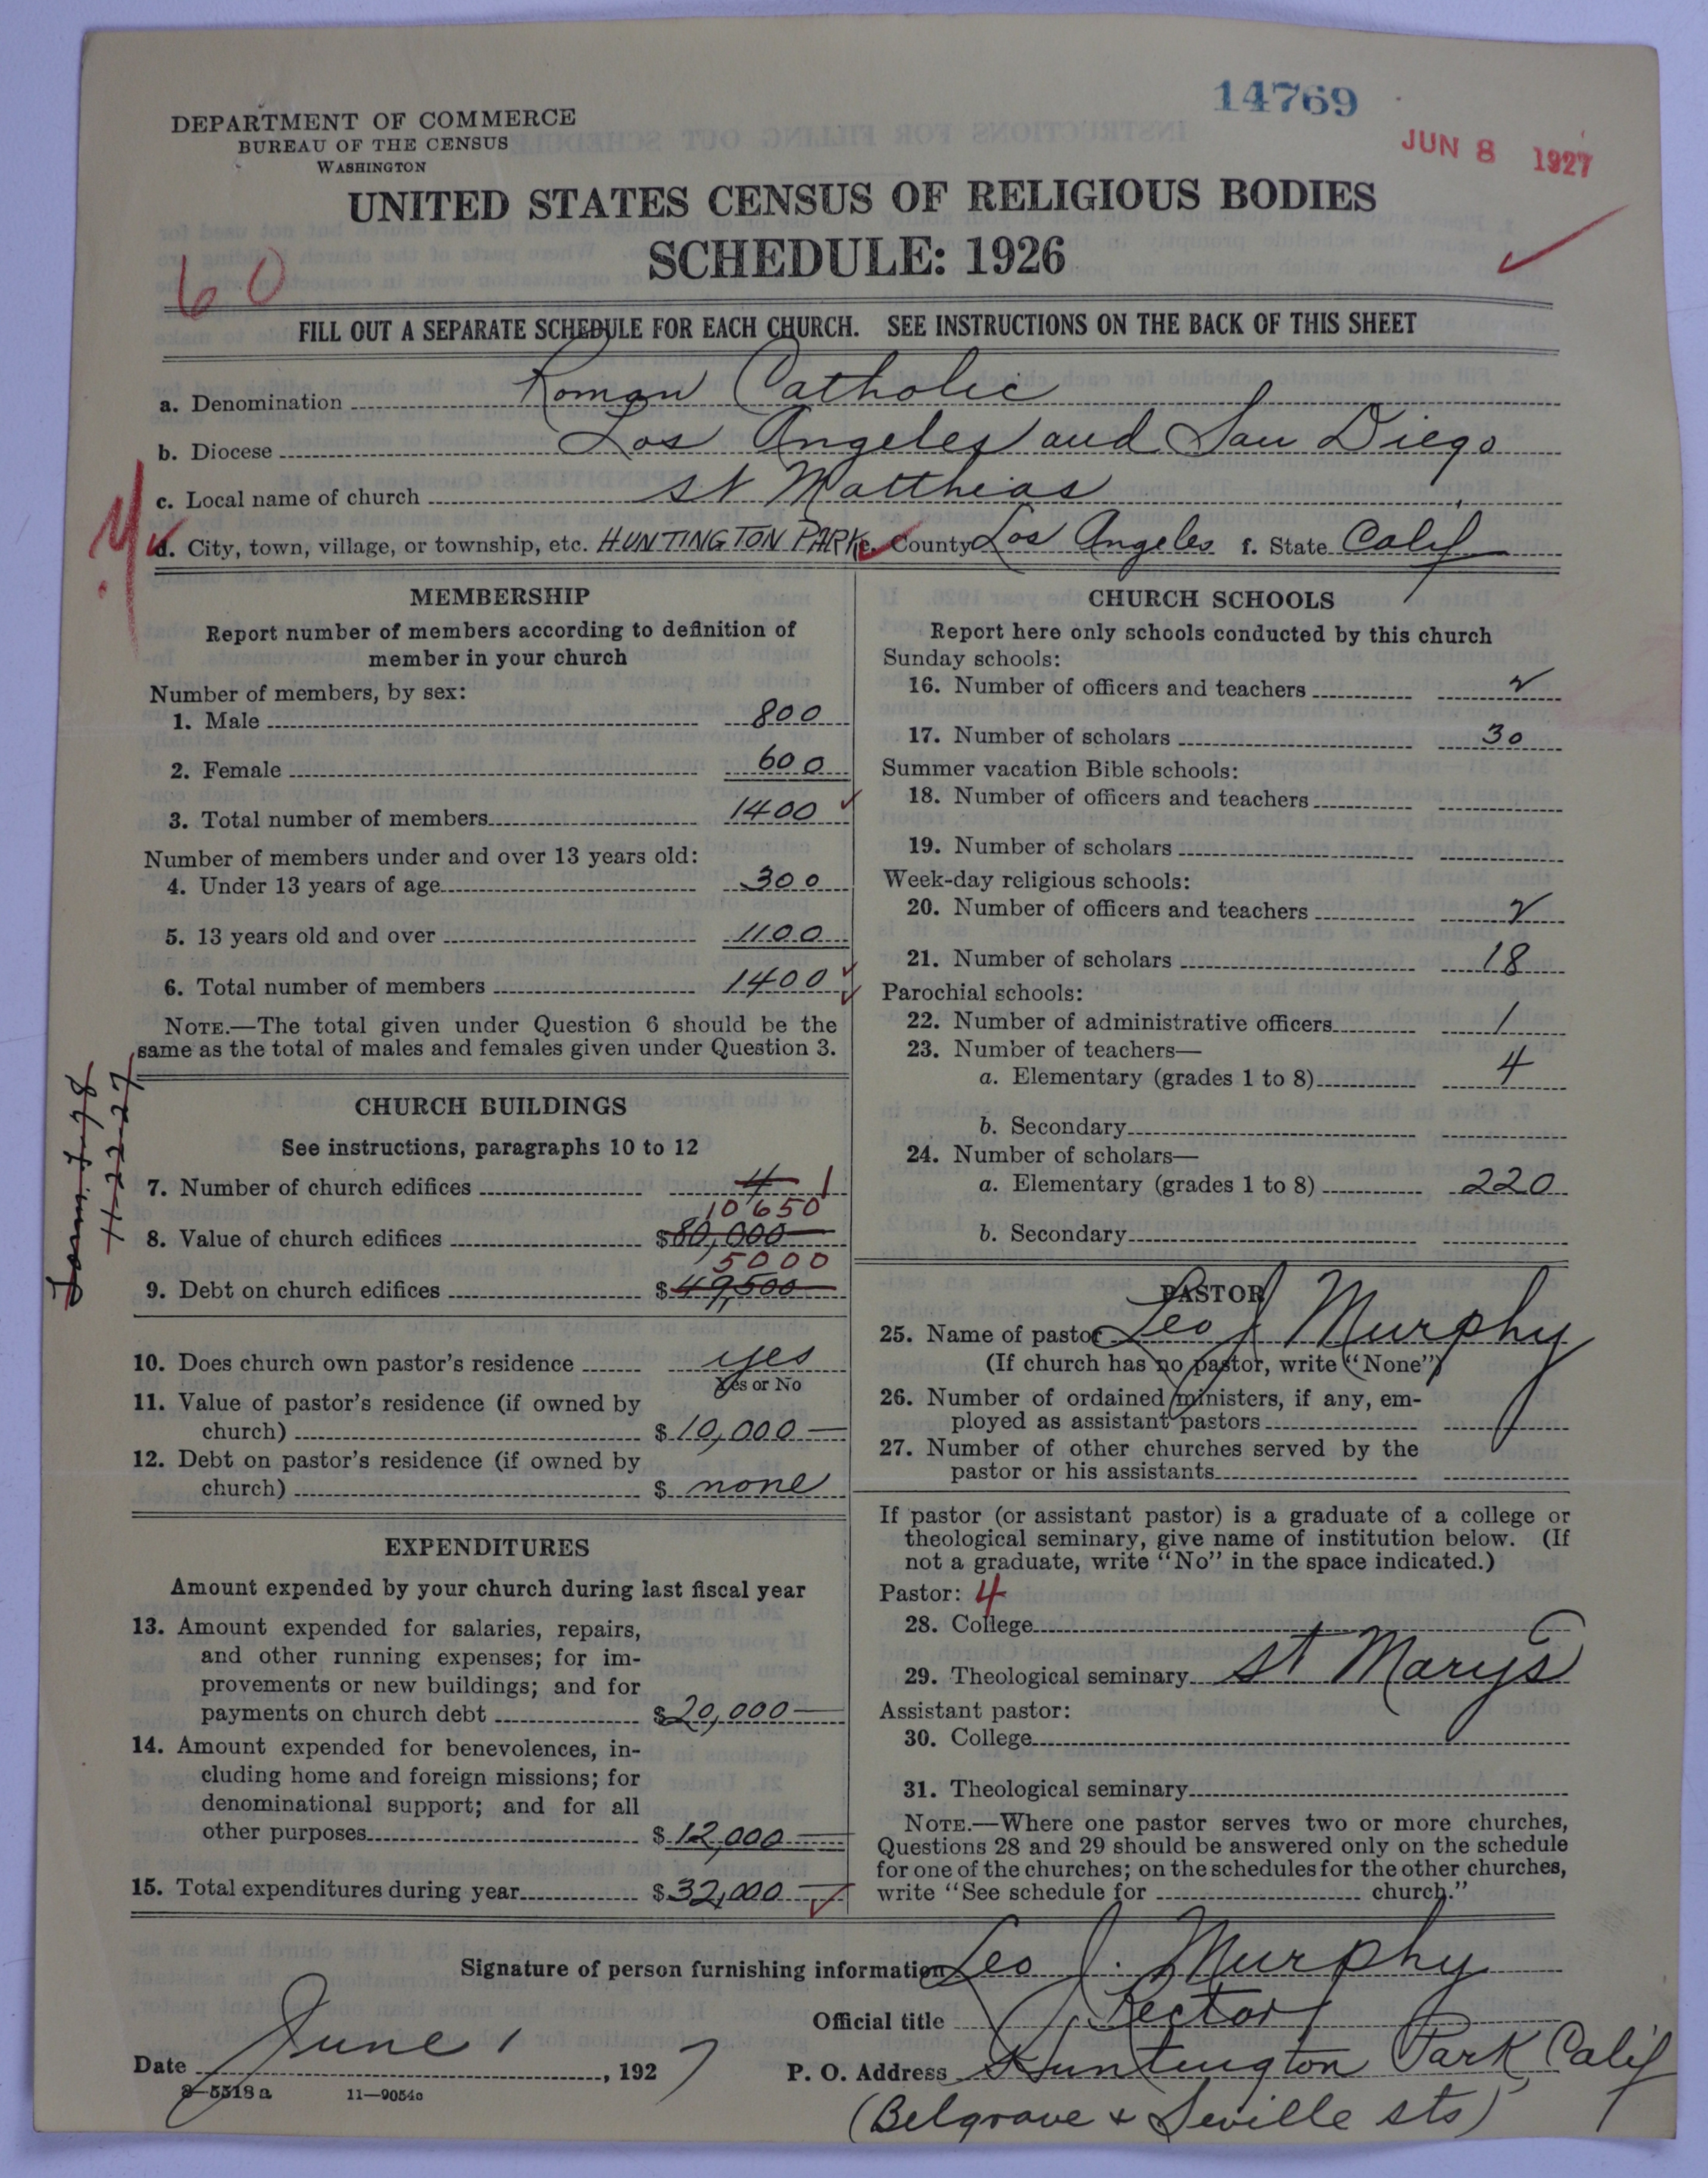 14769
JUN 8 1927
DEPARTMENT OF COMMERCE
BUREAU OF THE CENSUS
WASHINGTON
UNITED STATES CENSUS OF RELIGIOUS BODIES
SCHEDULE: 1926
60
FILL OUT A SEPARATE SCHEDULE FOR EACH CHURCH. SEE INSTRUCTIONS ON THE BACK OF THIS SHEET
a. Denomination Roman Catholic
b. Diocese Los Angeles and San Diego
c. Local name of church St Matthias
d. City, town, village, or township, etc. HUNTINGTON PARK e. County Los Angeles f. State Calif
MEMBERSHIP
Report number of members according to definition of
member in your church
Number of members, by sex:
1. Male 800
2. Female 600
3. Total number of members 1400
Number of members under and over 13 years old:
4. Under 13 years of age 300
5. 13 years old and over 1100
6. Total number of members 1400
NOTE.—The total given under Question 6 should be the
same as the total of males and females given under Question 3.
11-22-27
CHURCH BUILDINGS
See instructions, paragraphs 10 to 12
7. Number of church edifices 4 1
10650
8. Value of church edifices $80,000
5000
9. Debt on church edifices $49,500
10. Does church own pastor's residence yes
Yes or No
11. Value of pastor's residence (if owned by
church) $10,000
12. Debt on pastor's residence (if owned by
church) $ none
EXPENDITURES
Amount expended by your church during last fiscal year
13. Amount expended for salaries, repairs,
and other running expenses; for im-
provements or new buildings; and for
payments on church debt $20,000
14. Amount expended for benevolences, in-
cluding home and foreign missions; for
denominational support; and for all
other purposes $12,000
15. Total expenditures during year $32,000
CHURCH SCHOOLS
Report here only schools conducted by this church
Sunday schools:
16. Number of officers and teachers 2
17. Number of scholars 30
Summer vacation Bible schools:
18. Number of officers and teachers
19. Number of scholars
Week-day religious schools:
20. Number of officers and teachers 2
21. Number of scholars 18
Parochial schools:
22. Number of administrative officers 1
23. Number of teachers—
a. Elementary (grades 1 to 8) 4
b. Secondary
24. Number of scholars—
a. Elementary (grades 1 to 8) 220
b. Secondary
PASTOR
25. Name of pastor Leo J Murphy
(If church has no pastor, write "None")
26. Number of ordained ministers, if any, em-
ployed as assistant pastors
27. Number of other churches served by the
pastor or his assistants
If pastor (or assistant pastor) is a graduate of a college or
theological seminary, give name of institution below. (If
not a graduate, write "No" in the space indicated.)
Pastor: 4
28. College
29. Theological seminary St Marys
Assistant pastor:
30. College
31. Theological seminary
NOTE.—Where one pastor serves two or more churches,
Questions 28 and 29 should be answered only on the schedule
for one of the churches; on the schedules for the other churches,
write "See schedule for church."
Signature of person furnishing information Leo J. Murphy
Official title Rector
Date June 1, 1927
P. O. Address Huntington Park, Calif
8-5518a 11—9054c
(Belgrave & Seville sts)